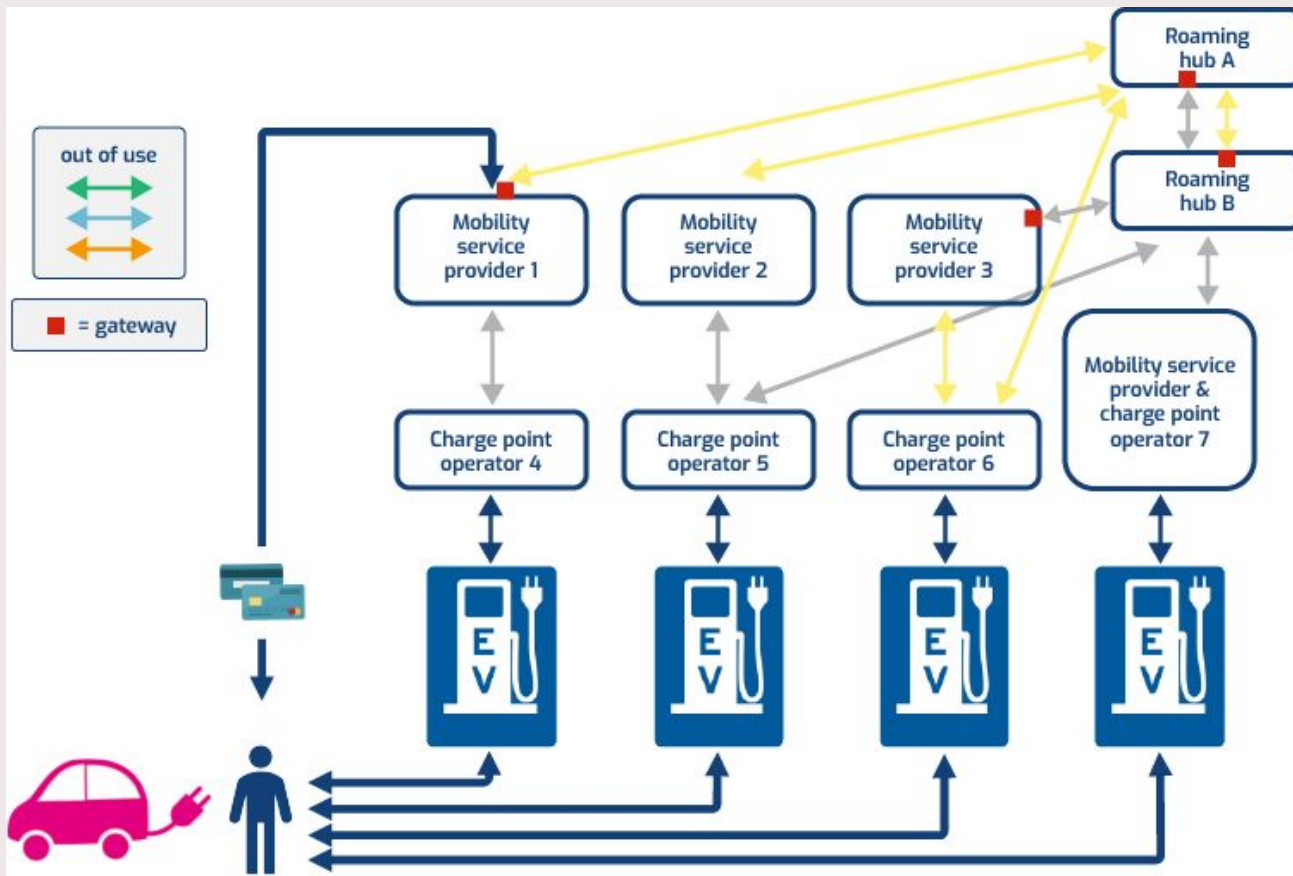 Roaming
hub A
out of use
Roaming
hub B
Mobility
service
provider 1
Mobility
service
provider 2
Mobility
service
provider 3
= gateway
Mobility service
provider &
charge point
operator 7
Charge point
operator 4
Charge point
operator 5
Charge point
operator 6
E
V
E
V
E
V
E
V